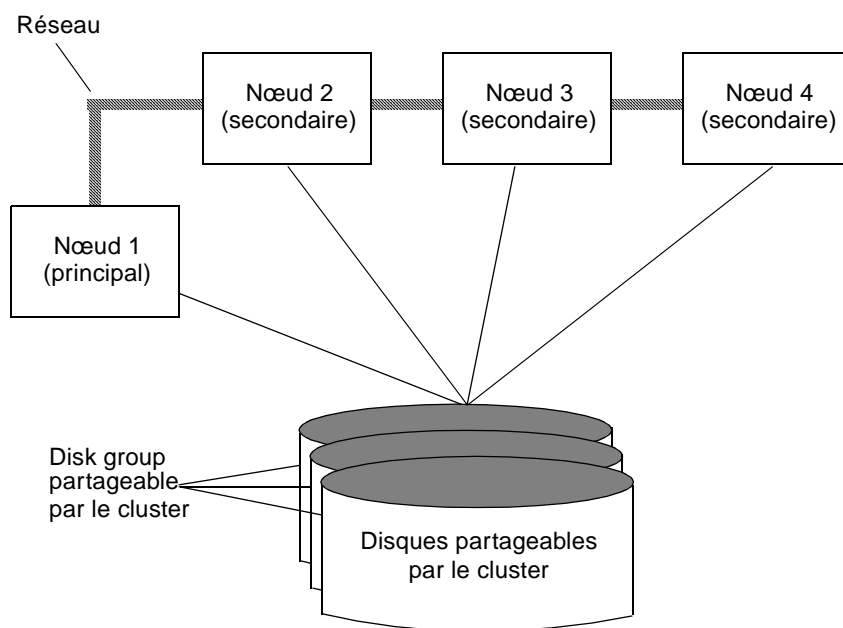 Réseau
Nœud 2
(secondaire)
Nœud 3
(secondaire)
Nœud 4
(secondaire)
Nœud 1
(principal)
Disk group
partageable
par le cluster
Disques partageables
par le cluster